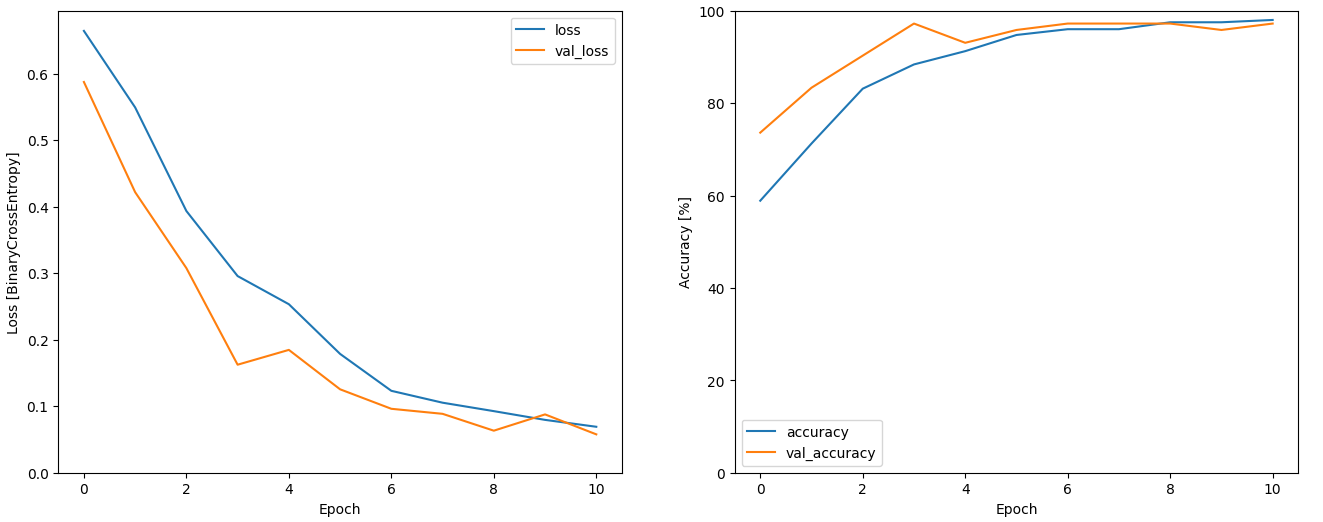 loss
val_loss
Loss [BinaryCrossEntropy]
0.6
0.5
0.4
0.3
0.2
0.1
0.0
0 2 4 6 8 10
Epoch
Accuracy [%]
100
80
60
40
20
0
accuracy
val_accuracy
0 2 4 6 8 10
Epoch